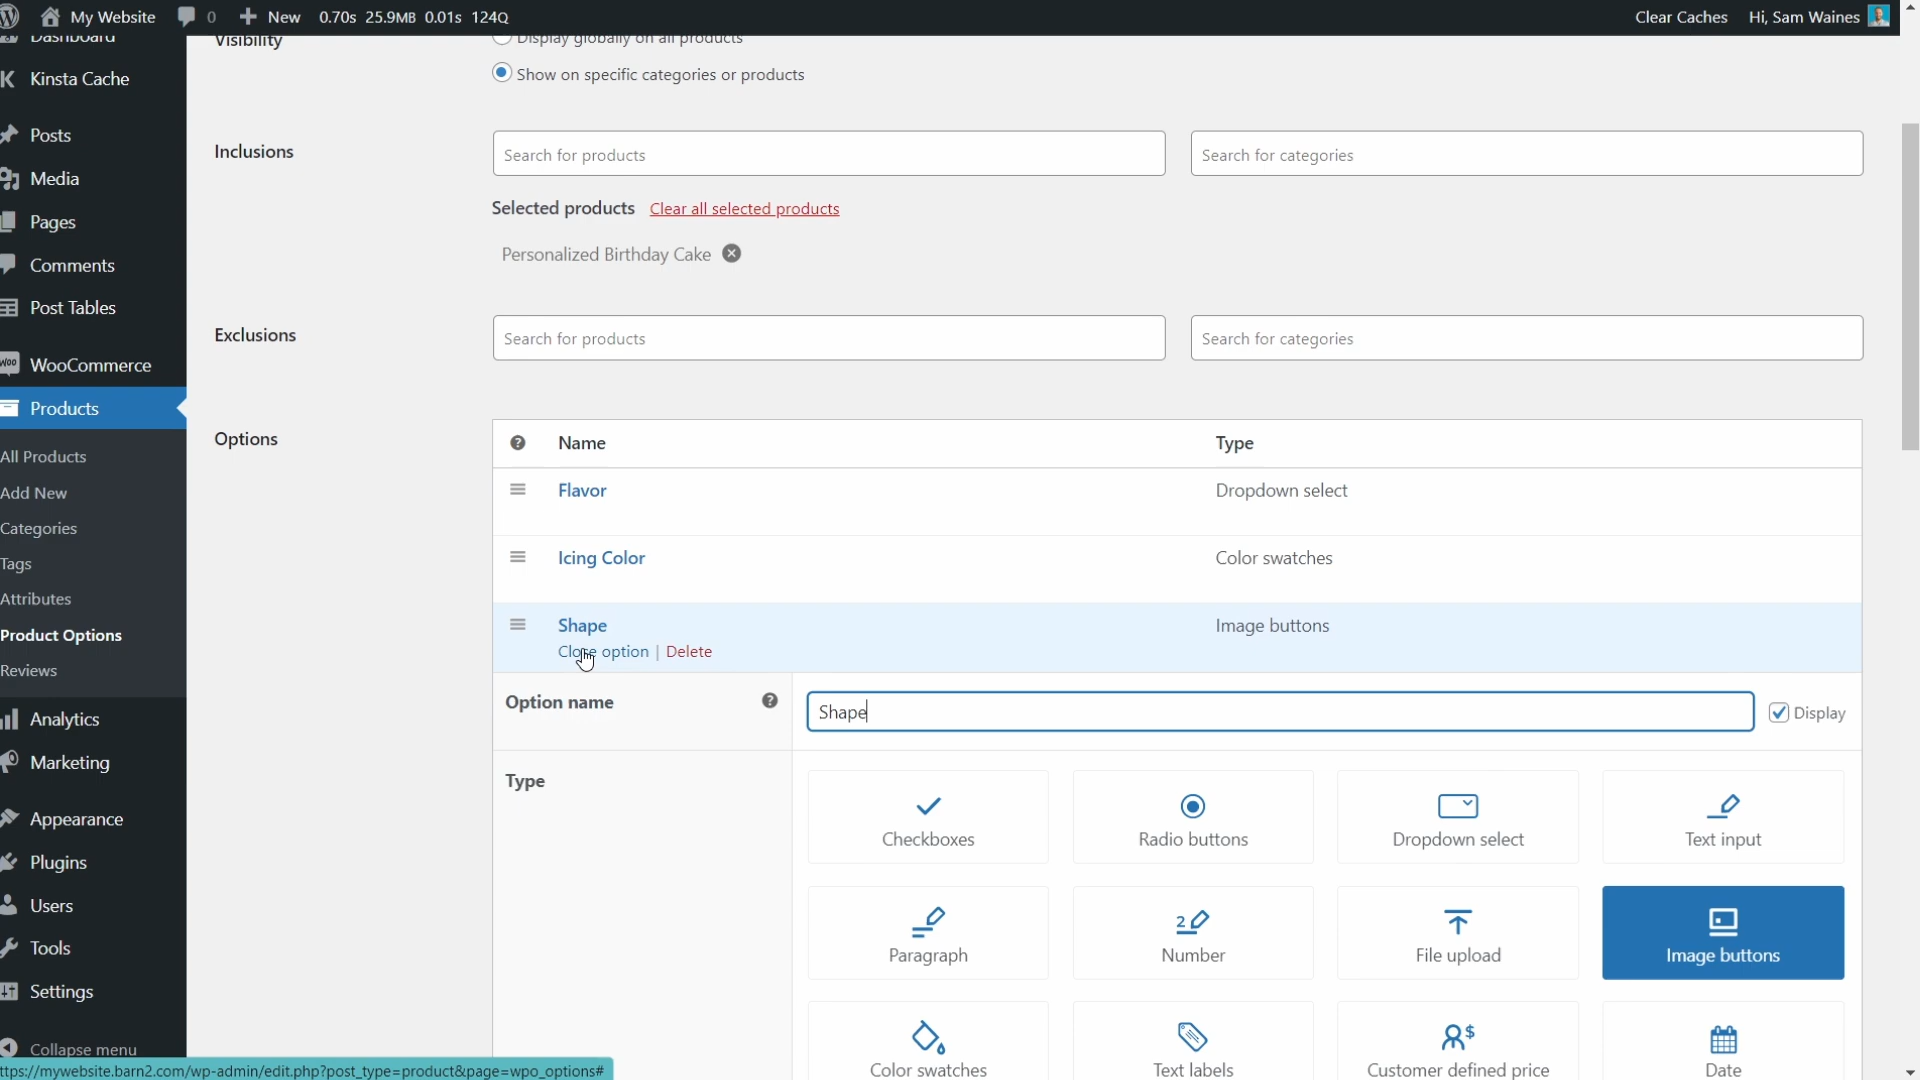 My Website 0 New 0.70s 25.9MB 0.01s 124Q Clear Caches Hi, Sam Waines
Dashboard
Kinsta Cache
Posts
Media
Pages
Comments
Post Tables
WooCommerce
Products
All Products
Add New
Categories
Tags
Attributes
Product Options
Reviews
Analytics
Marketing
Appearance
Plugins
Users
Tools
Settings
Collapse menu
Visibility
Display globally on all products
Show on specific categories or products
Inclusions
Search for products
Search for categories
Selected products Clear all selected products
Personalized Birthday Cake
Exclusions
Search for products
Search for categories
Options
Name Type
Flavor Dropdown select
Icing Color Color swatches
Shape Image buttons
Close option | Delete
Option name
Shape
Display
Type
Checkboxes
Radio buttons
Dropdown select
Text input
Paragraph
Number
File upload
Image buttons
Color swatches
Text labels
Customer defined price
Date
ttps://mywebsite.barn2.com/wp-admin/edit.php?post_type=product&page=wpo_options#